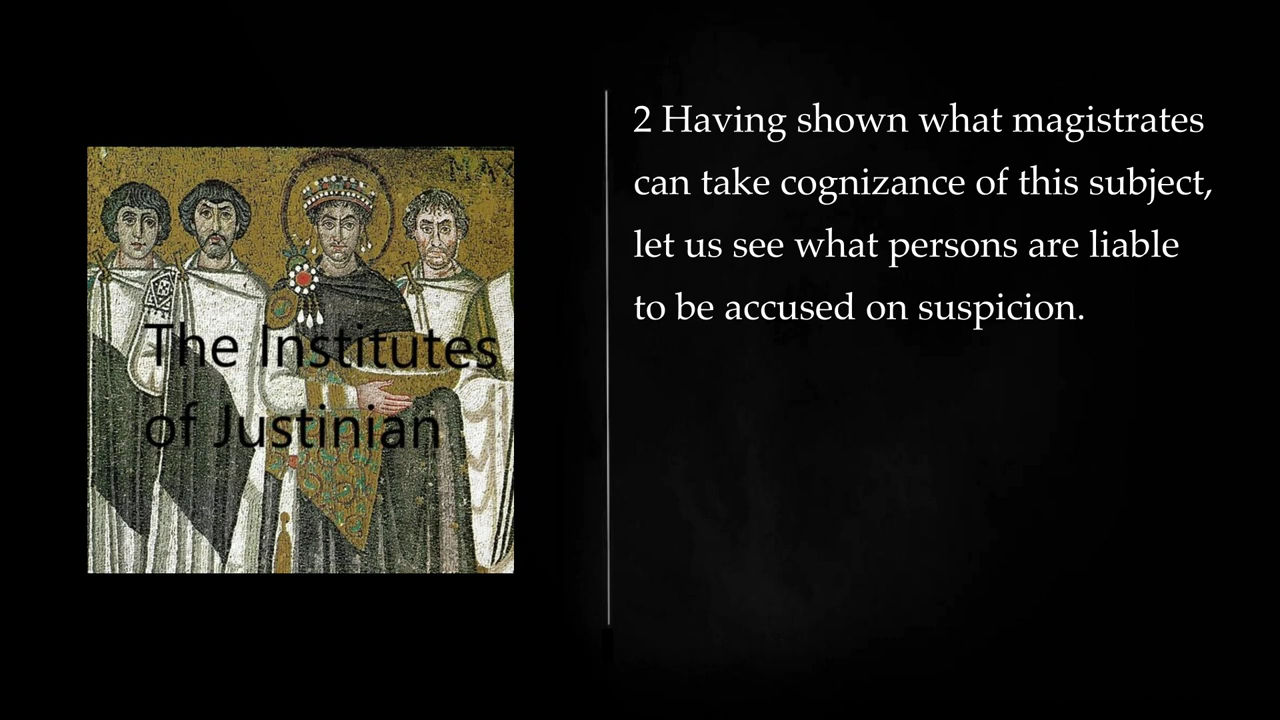 The Institutes
of Justinian
2 Having shown what magistrates
can take cognizance of this subject,
let us see what persons are liable
to be accused on suspicion.